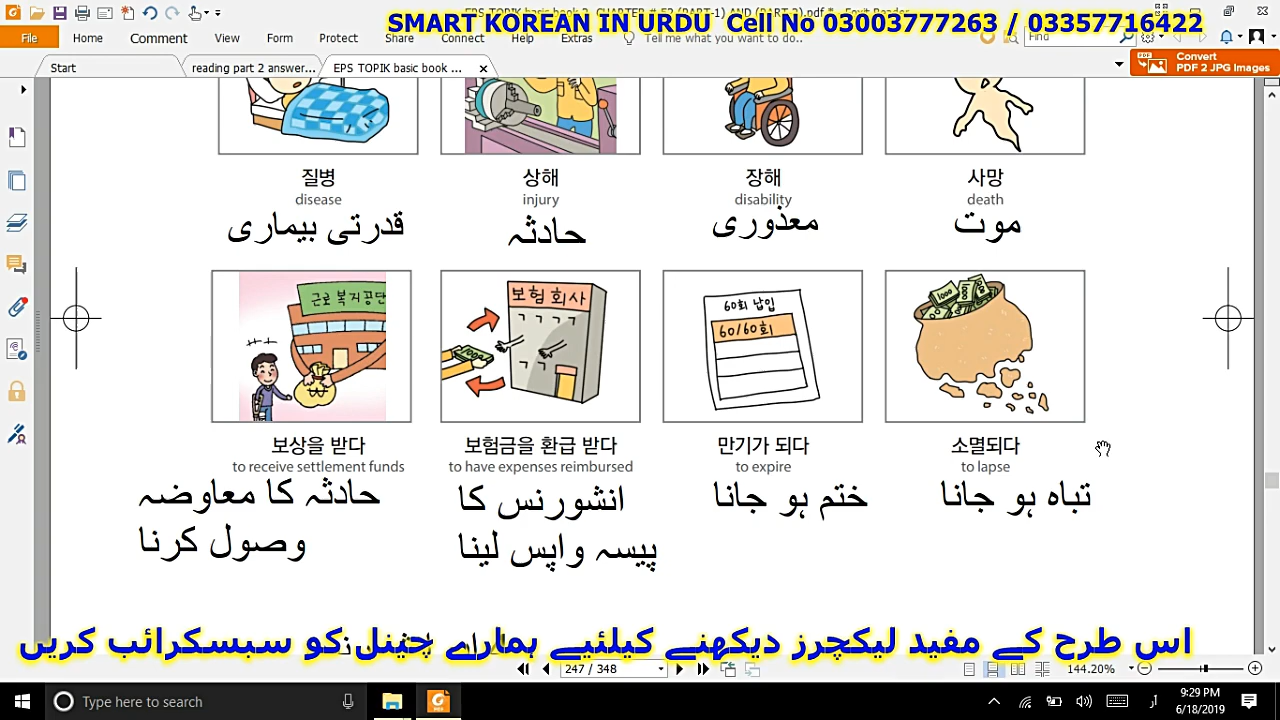 SMART KOREAN IN URDU Cell No 03003777263 / 03357716422
File Home Comment View Form Protect Share Connect Help Extras Tell me what you want to do.. Find
Start reading part 2 answer... EPS TOPIK basic book ... Convert
PDF 2 JPG Images
질병 상해 장해 사망
disease injury disability death
قدرتی بیماری حادثہ معذوری موت
근로복지공단 보험회사 60회 납입
60/60회
1000
보상을 받다 보험금을 환급 받다 만기가 되다 소멸되다
to receive settlement funds to have expenses reimbursed to expire to lapse
حادثہ کا معاوضہ انشورنس کا ختم ہو جانا تباہ ہو جانا
وصول کرنا پیسہ واپس لینا
اس طرح کے مفید لیکچرز دیکھنے کیلئیے ہمارے چینل کو سبسکرائب کریں
247 / 348 144.20%
Type here to search 9:29 PM
6/18/2019